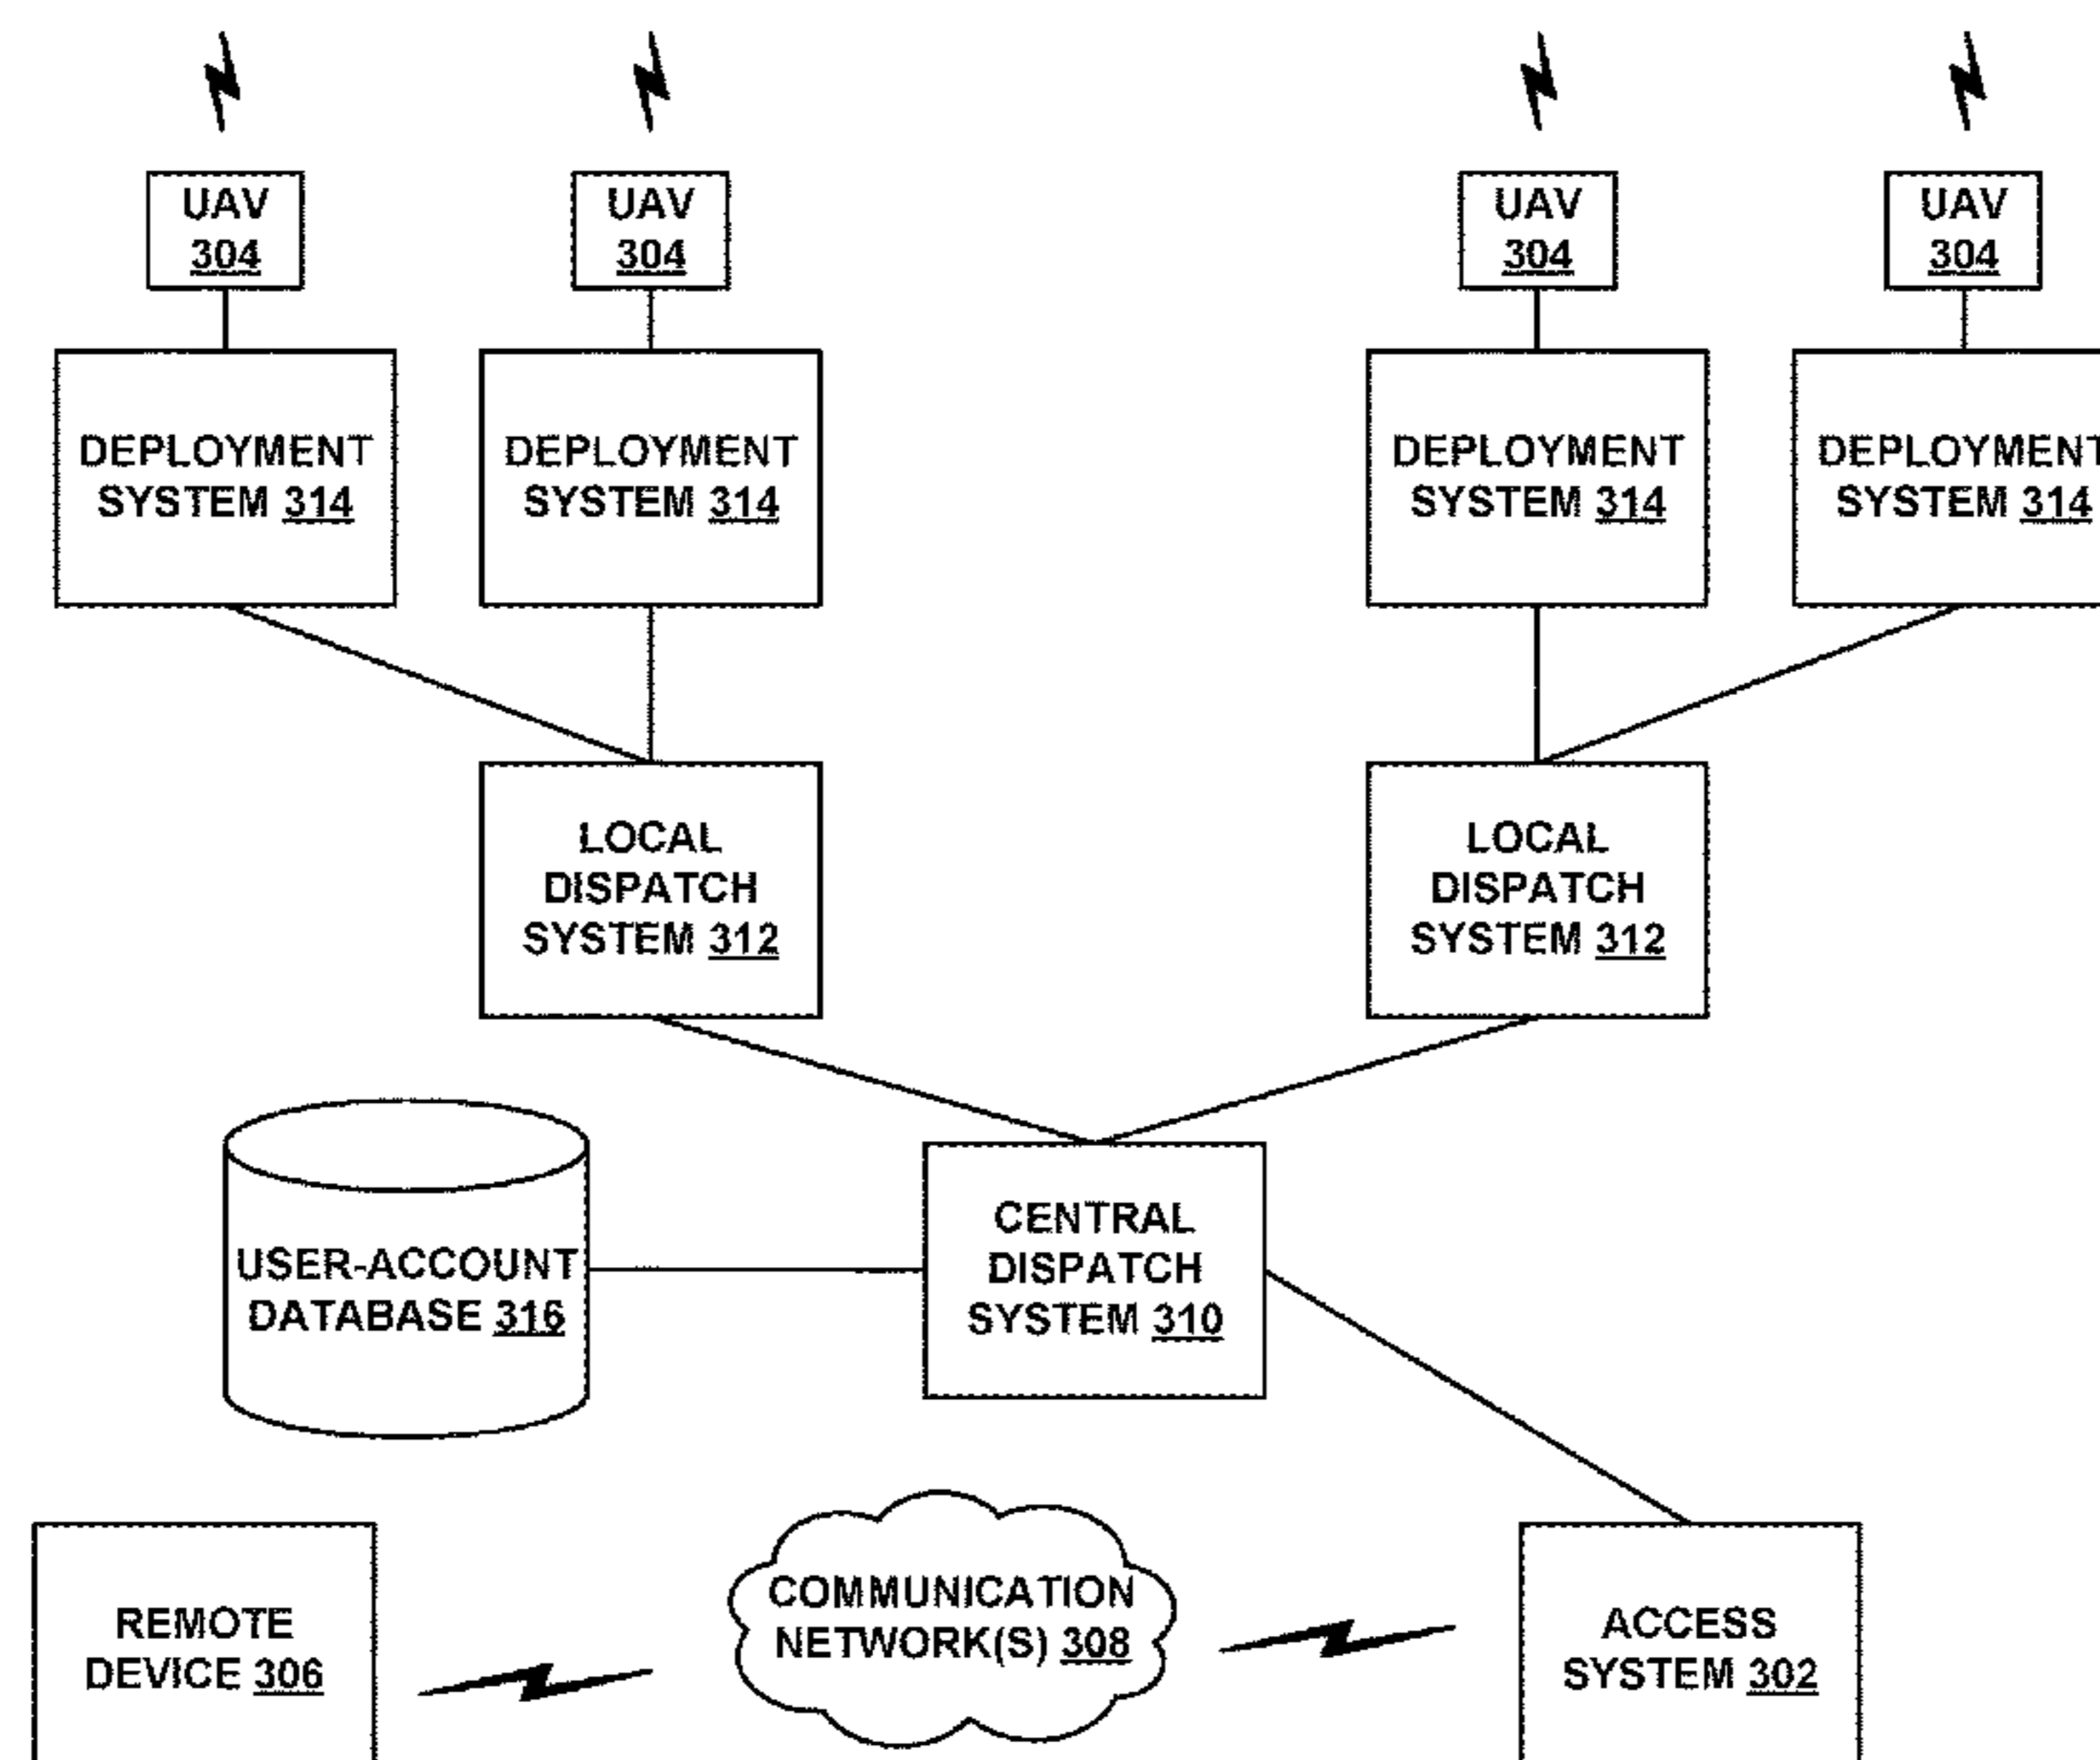 UAV
304
UAV
304
UAV
304
UAV
304
DEPLOYMENT
SYSTEM 314
DEPLOYMENT
SYSTEM 314
DEPLOYMENT
SYSTEM 314
DEPLOYMENT
SYSTEM 314
LOCAL
DISPATCH
SYSTEM 312
LOCAL
DISPATCH
SYSTEM 312
USER-ACCOUNT
DATABASE 316
CENTRAL
DISPATCH
SYSTEM 310
REMOTE
DEVICE 306
COMMUNICATION
NETWORK(S) 308
ACCESS
SYSTEM 302